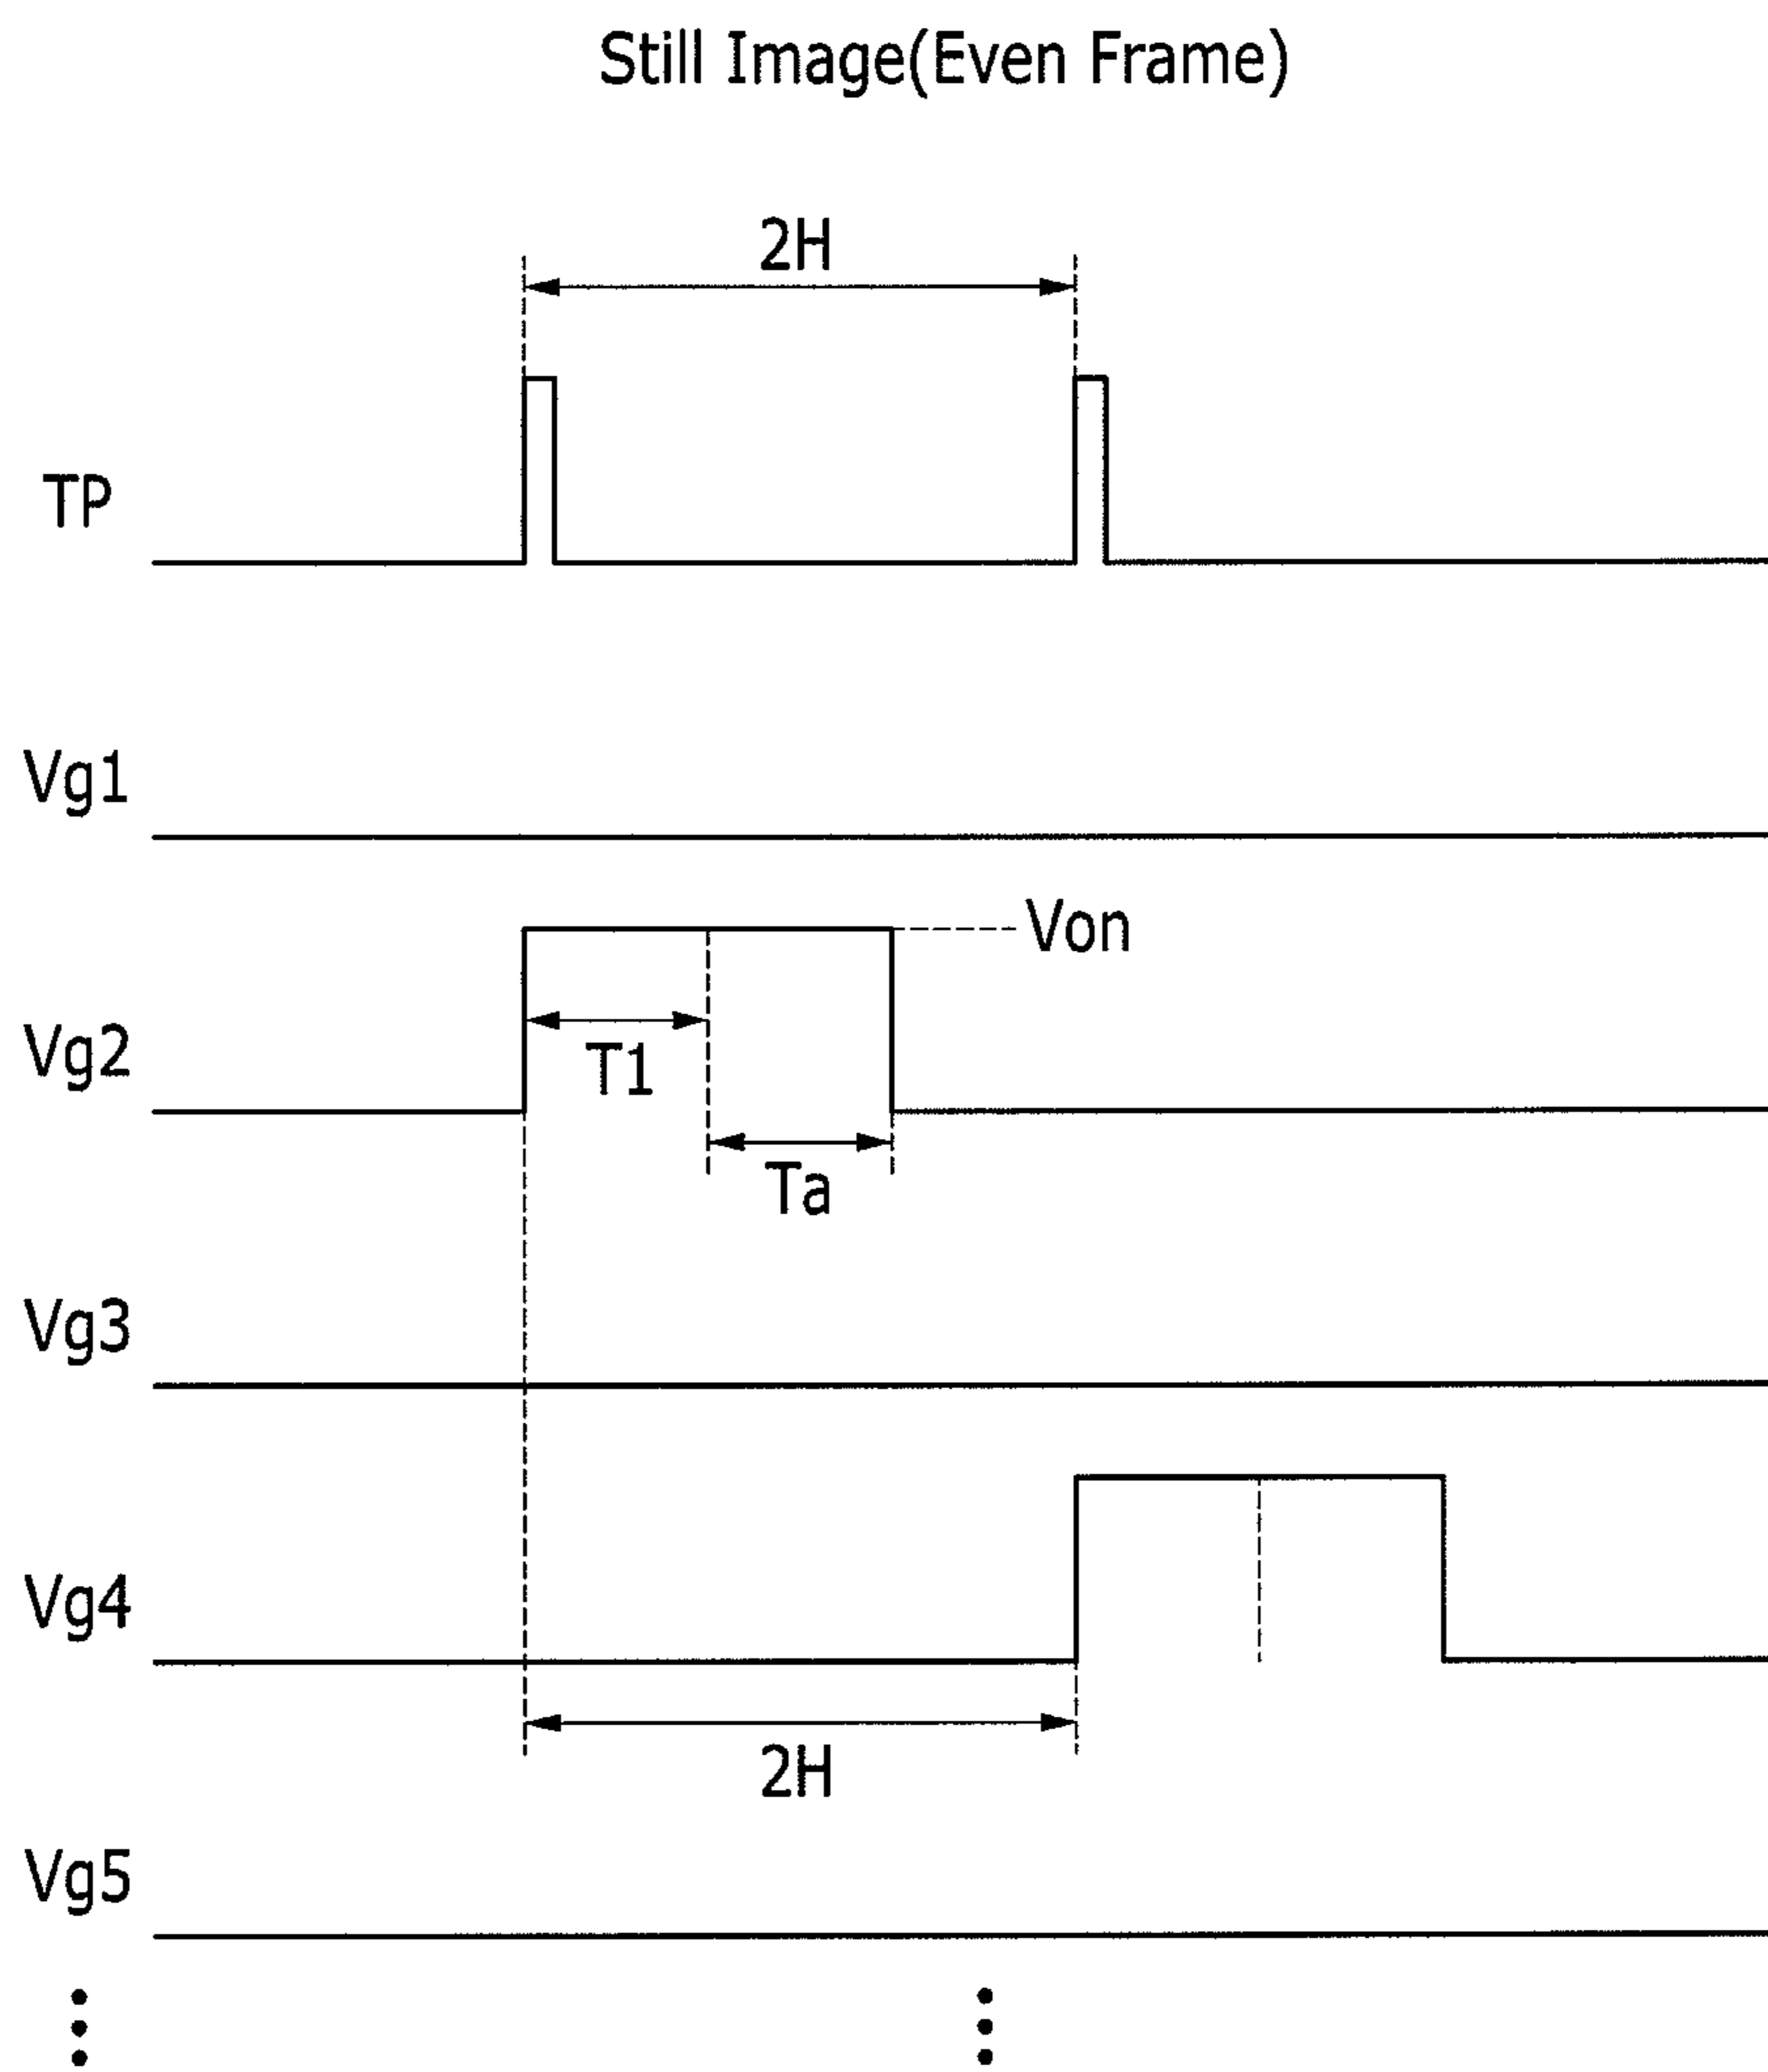 Still Image(Even Frame)
2H
TP
Vg1
Von
Vg2
T1
Ta
Vg3
Vg4
2H
Vg5